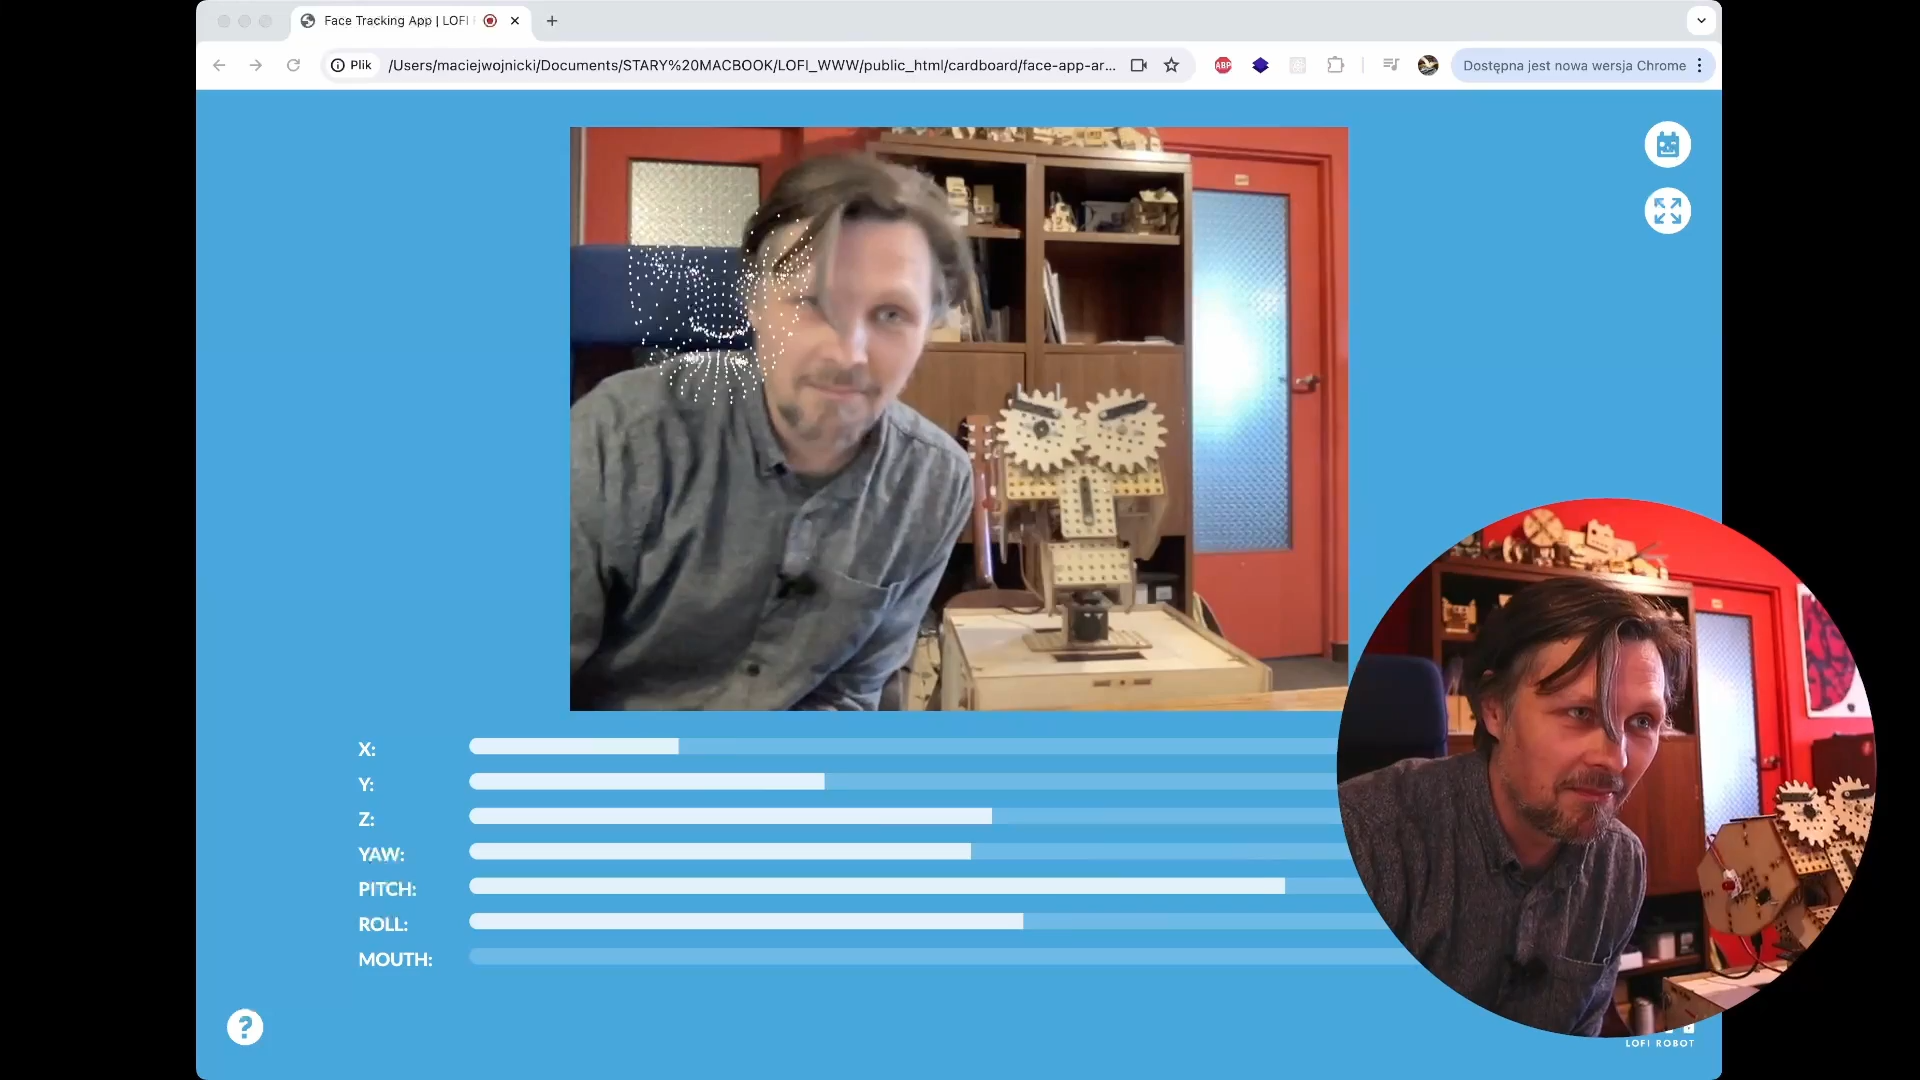 Face Tracking App | LOFI
Plik
/Users/maciejwojnicki/Documents/STARY%20MACBOOK/LOFI_WWW/public_html/cardboard/face-app-ar...
ABP
Dostępna jest nowa wersja Chrome
X:
Y:
Z:
YAW:
PITCH:
ROLL:
MOUTH:
?
LOFI ROBOT